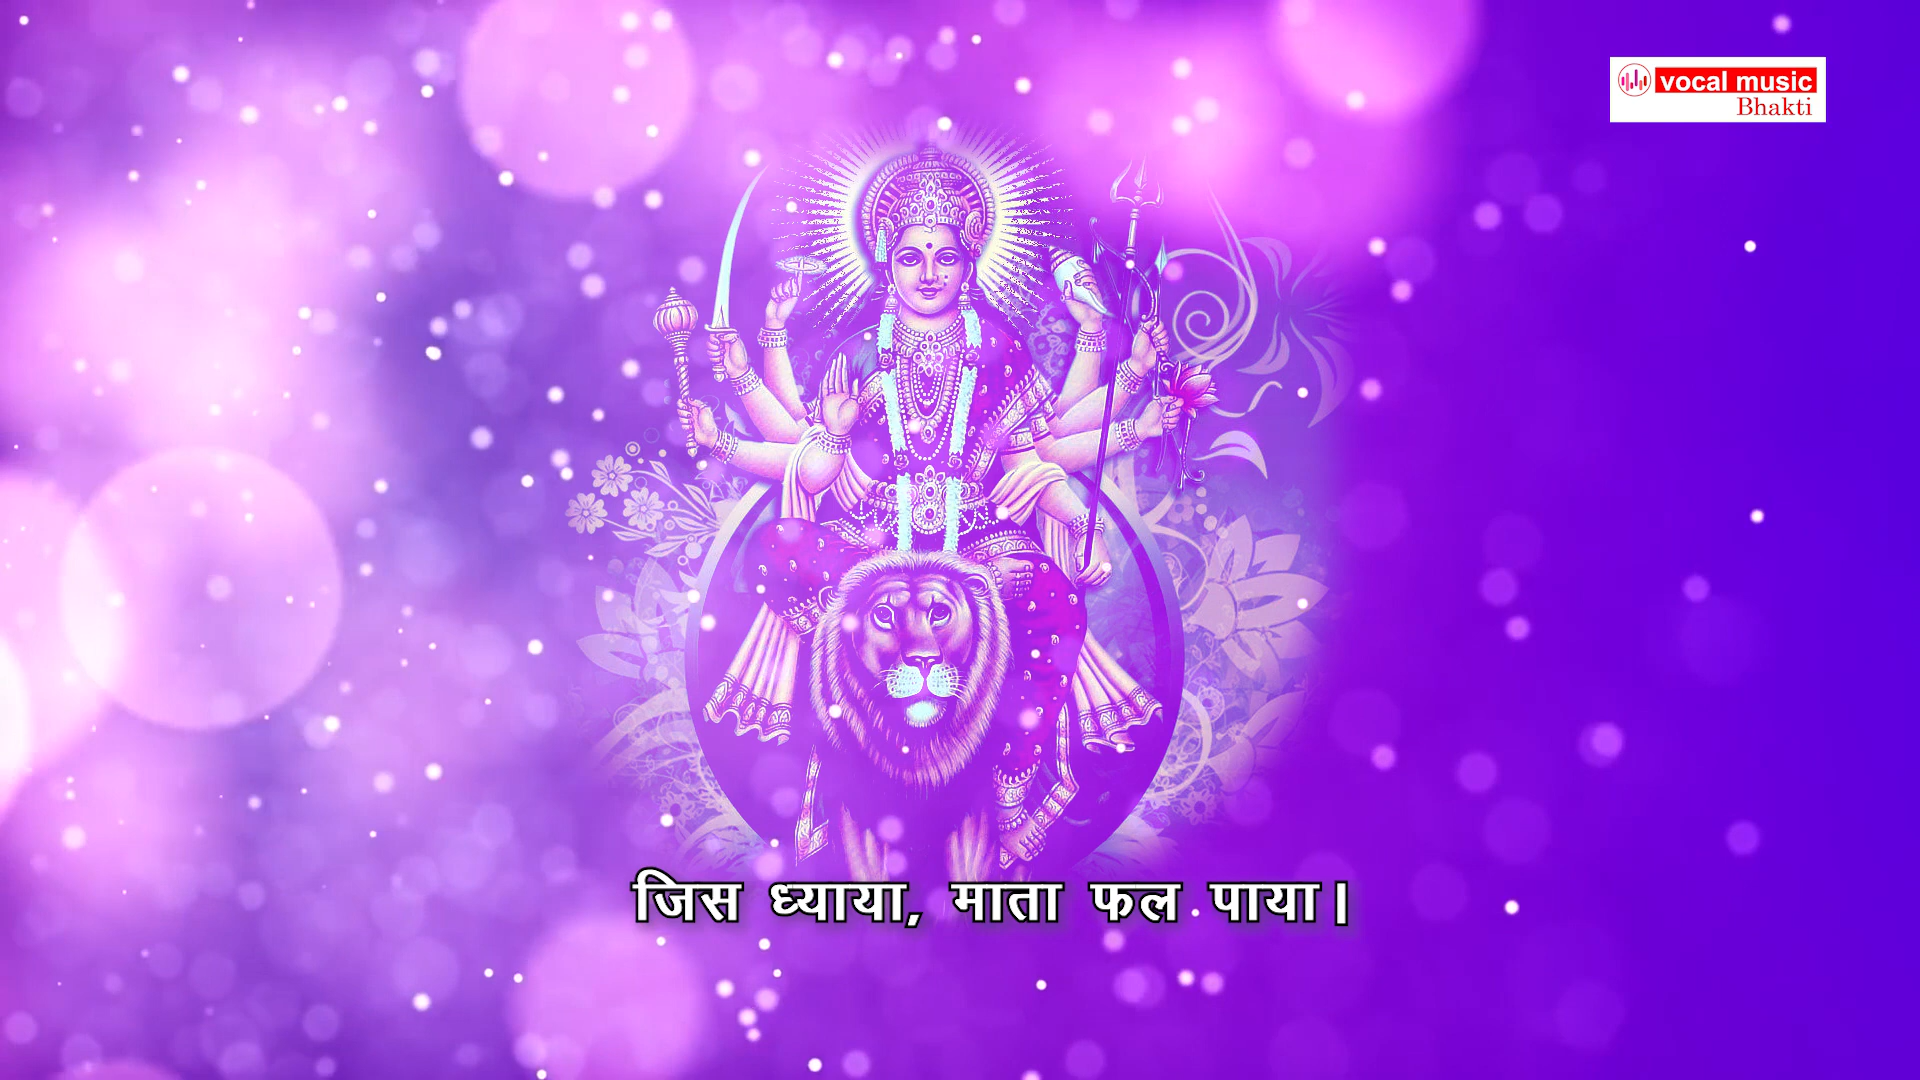 vocal music
Bhakti
जिस ध्याया, माता फल पाया।